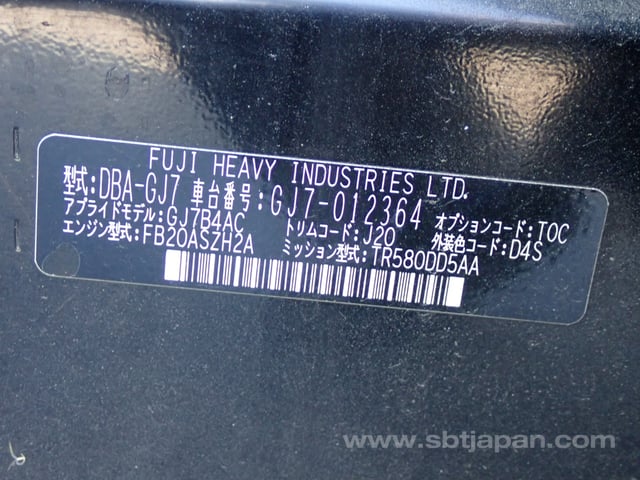 FUJI HEAVY INDUSTRIES LTD.
型式:DBA-GJ7 車台番号:GJ7-012364 オプションコード:TOC
アプライドモデル:GJ7B4AC トリムコード:J20 外装色コード:D4S
エンジン型式:FB20ASZH2A ミッション型式:TR580DD5AA
www.sbtjapan.com